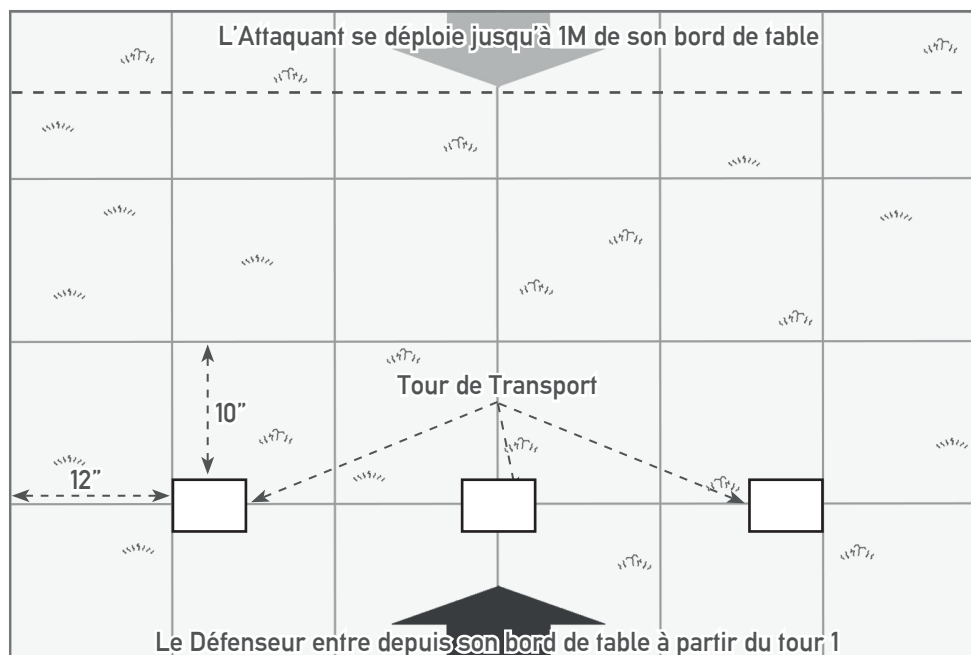 L'Attaquant se déploie jusqu'à 1M de son bord de table
Tour de Transport
10”
12”
Le Défenseur entre depuis son bord de table à partir du tour 1